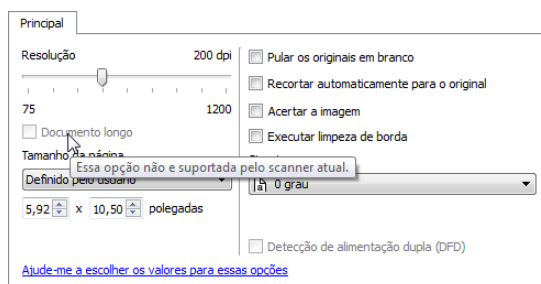 Principal
Resolução 200 dpi
75 1200
Documento longo
Tamanho da página
Essa opção não e suportada pelo scanner atual.
Definido pelo usuário
5,92 x 10,50 polegadas
Pular os originais em branco
Recortar automaticamente para o original
Acertar a imagem
Executar limpeza de borda
0 grau
Detecção de alimentação dupla (DFD)
Ajude-me a escolher os valores para essas opções